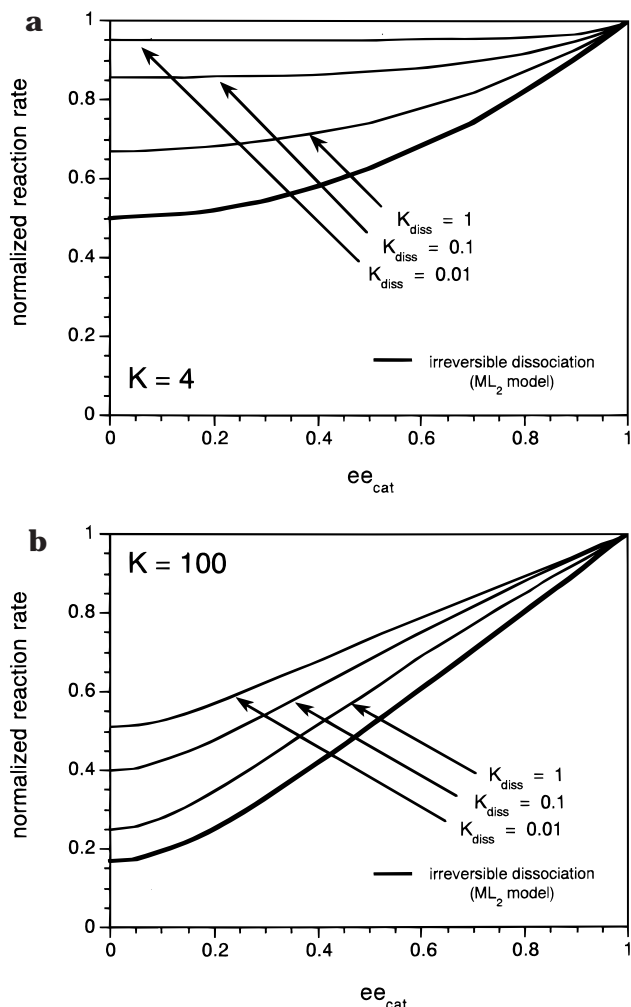 a
normalized reaction rate
1
0.8
0.6
0.4
0.2
0
K_diss = 1
K_diss = 0.1
K_diss = 0.01
irreversible dissociation
(ML_2 model)
K = 4
0 0.2 0.4 0.6 0.8 1
ee_cat
b
normalized reaction rate
1
0.8
0.6
0.4
0.2
0
K = 100
K_diss = 1
K_diss = 0.1
K_diss = 0.01
irreversible dissociation
(ML_2 model)
0 0.2 0.4 0.6 0.8 1
ee_cat